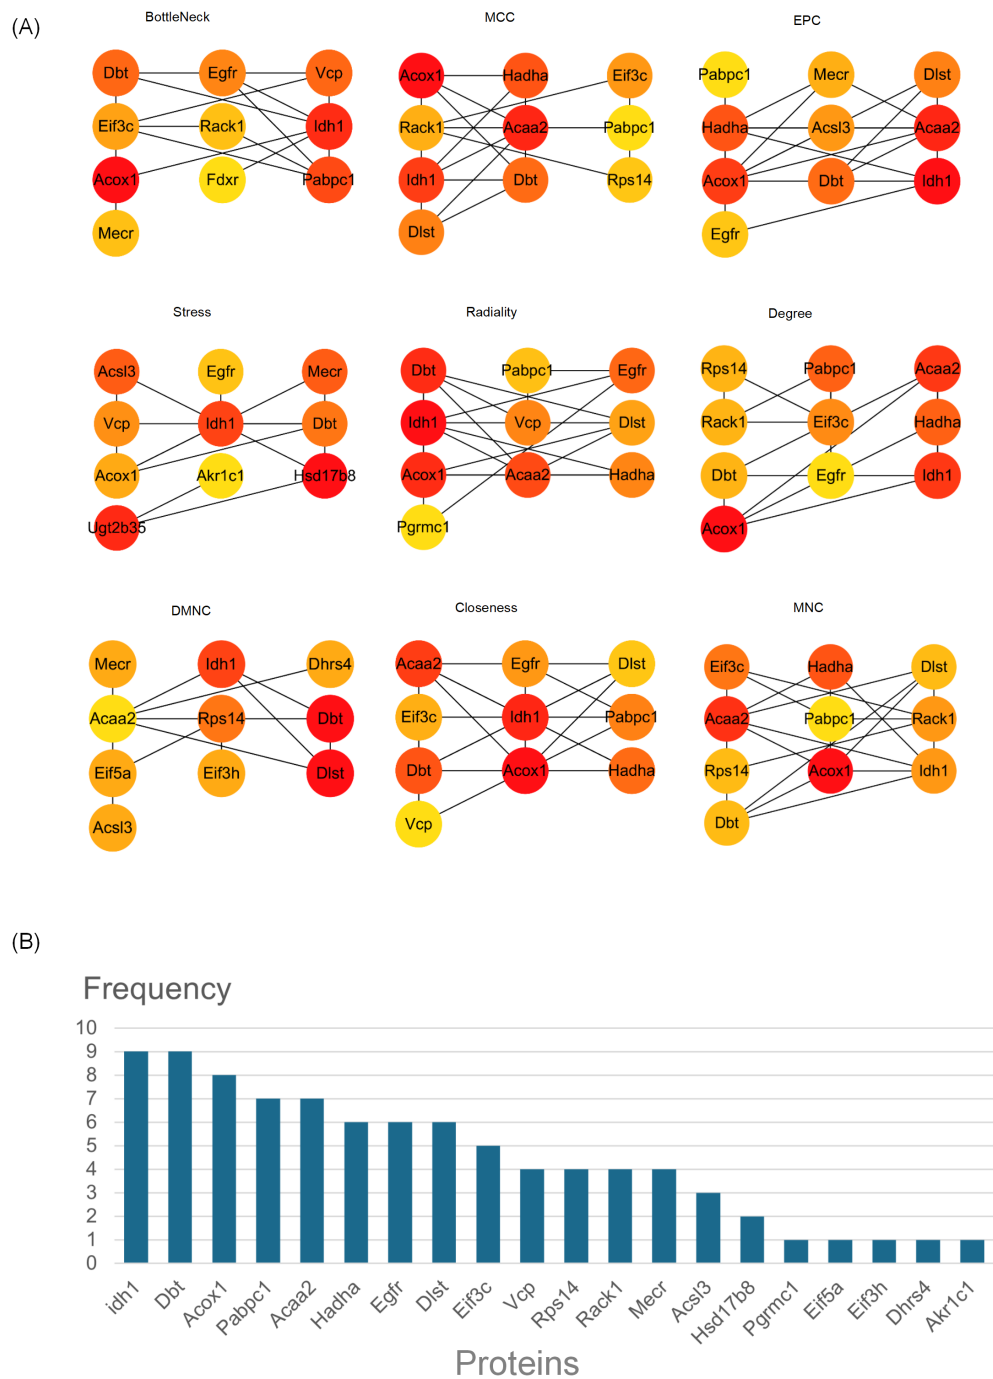 (A)
BottleNeck
MCC
EPC
Dbt Egfr Vcp
Eif3c Rack1 Idh1
Acox1 Fdxr Pabpc1
Mecr
Acox1 Hadha Eif3c
Rack1 Acaa2 Pabpc1
Idh1 Dbt Rps14
Dlst
Pabpc1 Mecr Dlst
Hadha Acsl3 Acaa2
Acox1 Dbt Idh1
Egfr
Stress
Radiality
Degree
Acsl3 Egfr Mecr
Vcp Idh1 Dbt
Acox1 Akr1c1 Hsd17b8
Ugt2b35
Dbt Pabpc1 Egfr
Idh1 Vcp Dlst
Acox1 Acaa2 Hadha
Pgrmc1
Rps14 Pabpc1 Acaa2
Rack1 Eif3c Hadha
Dbt Egfr Idh1
Acox1
DMNC
Closeness
MNC
Mecr Idh1 Dhrs4
Acaa2 Rps14 Dbt
Eif5a Eif3h Dlst
Acsl3
Acaa2 Egfr Dlst
Eif3c Idh1 Pabpc1
Dbt Acox1 Hadha
Vcp
Eif3c Hadha Dlst
Acaa2 Pabpc1 Rack1
Rps14 Acox1 Idh1
Dbt
(B)
Frequency
10
9
8
7
6
5
4
3
2
1
0
idh1 Dbt Acox1 Pabpc1 Acaa2 Hadha Egfr Dlst Eif3c Vcp Rps14 Rack1 Mecr Acsl3 Hsd17b8 Pgrmc1 Eif5a Eif3h Dhrs4 Akr1c1
Proteins